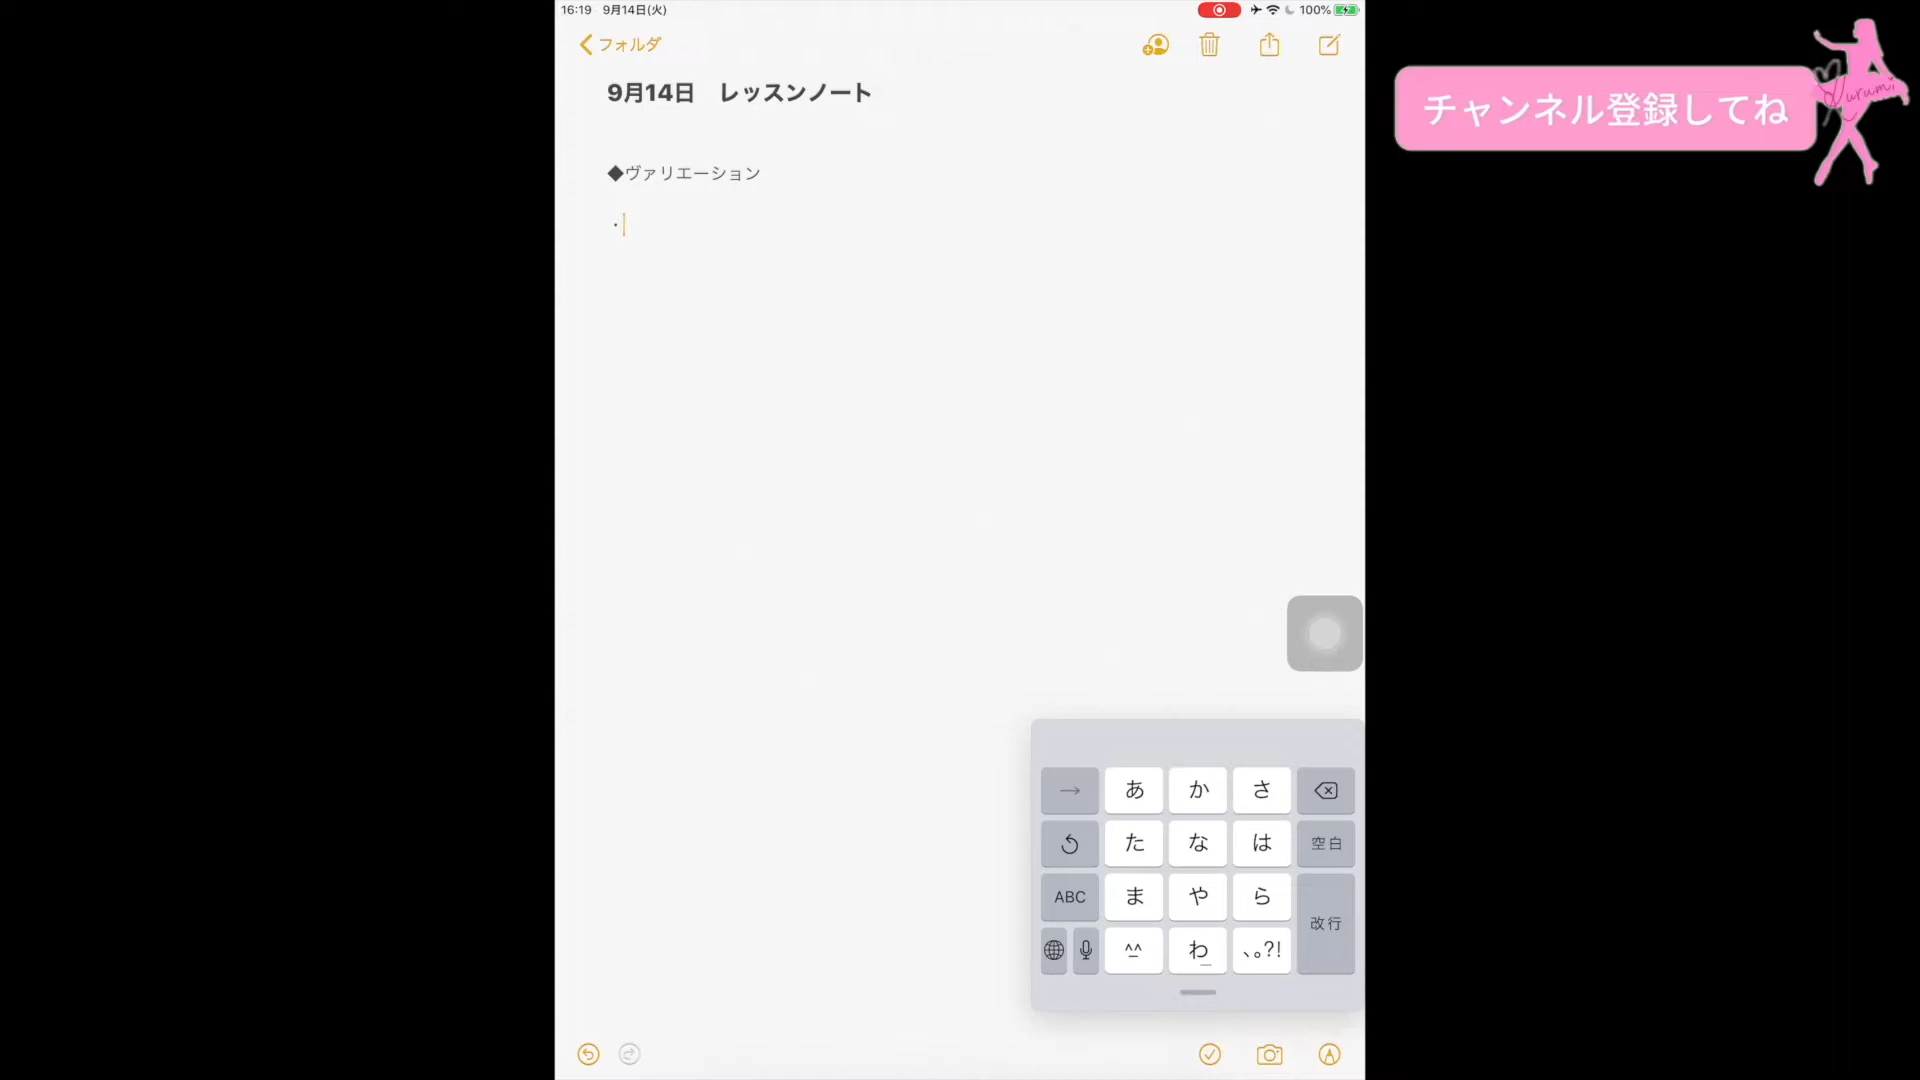 16:19 9月14日(火)
100%
フォルダ
9月14日　レッスンノート
◆ヴァリエーション
・
チャンネル登録してね
Yurumi
→ あ か さ
た な は 空白
ABC ま や ら
改行
^^ わ 、。?!